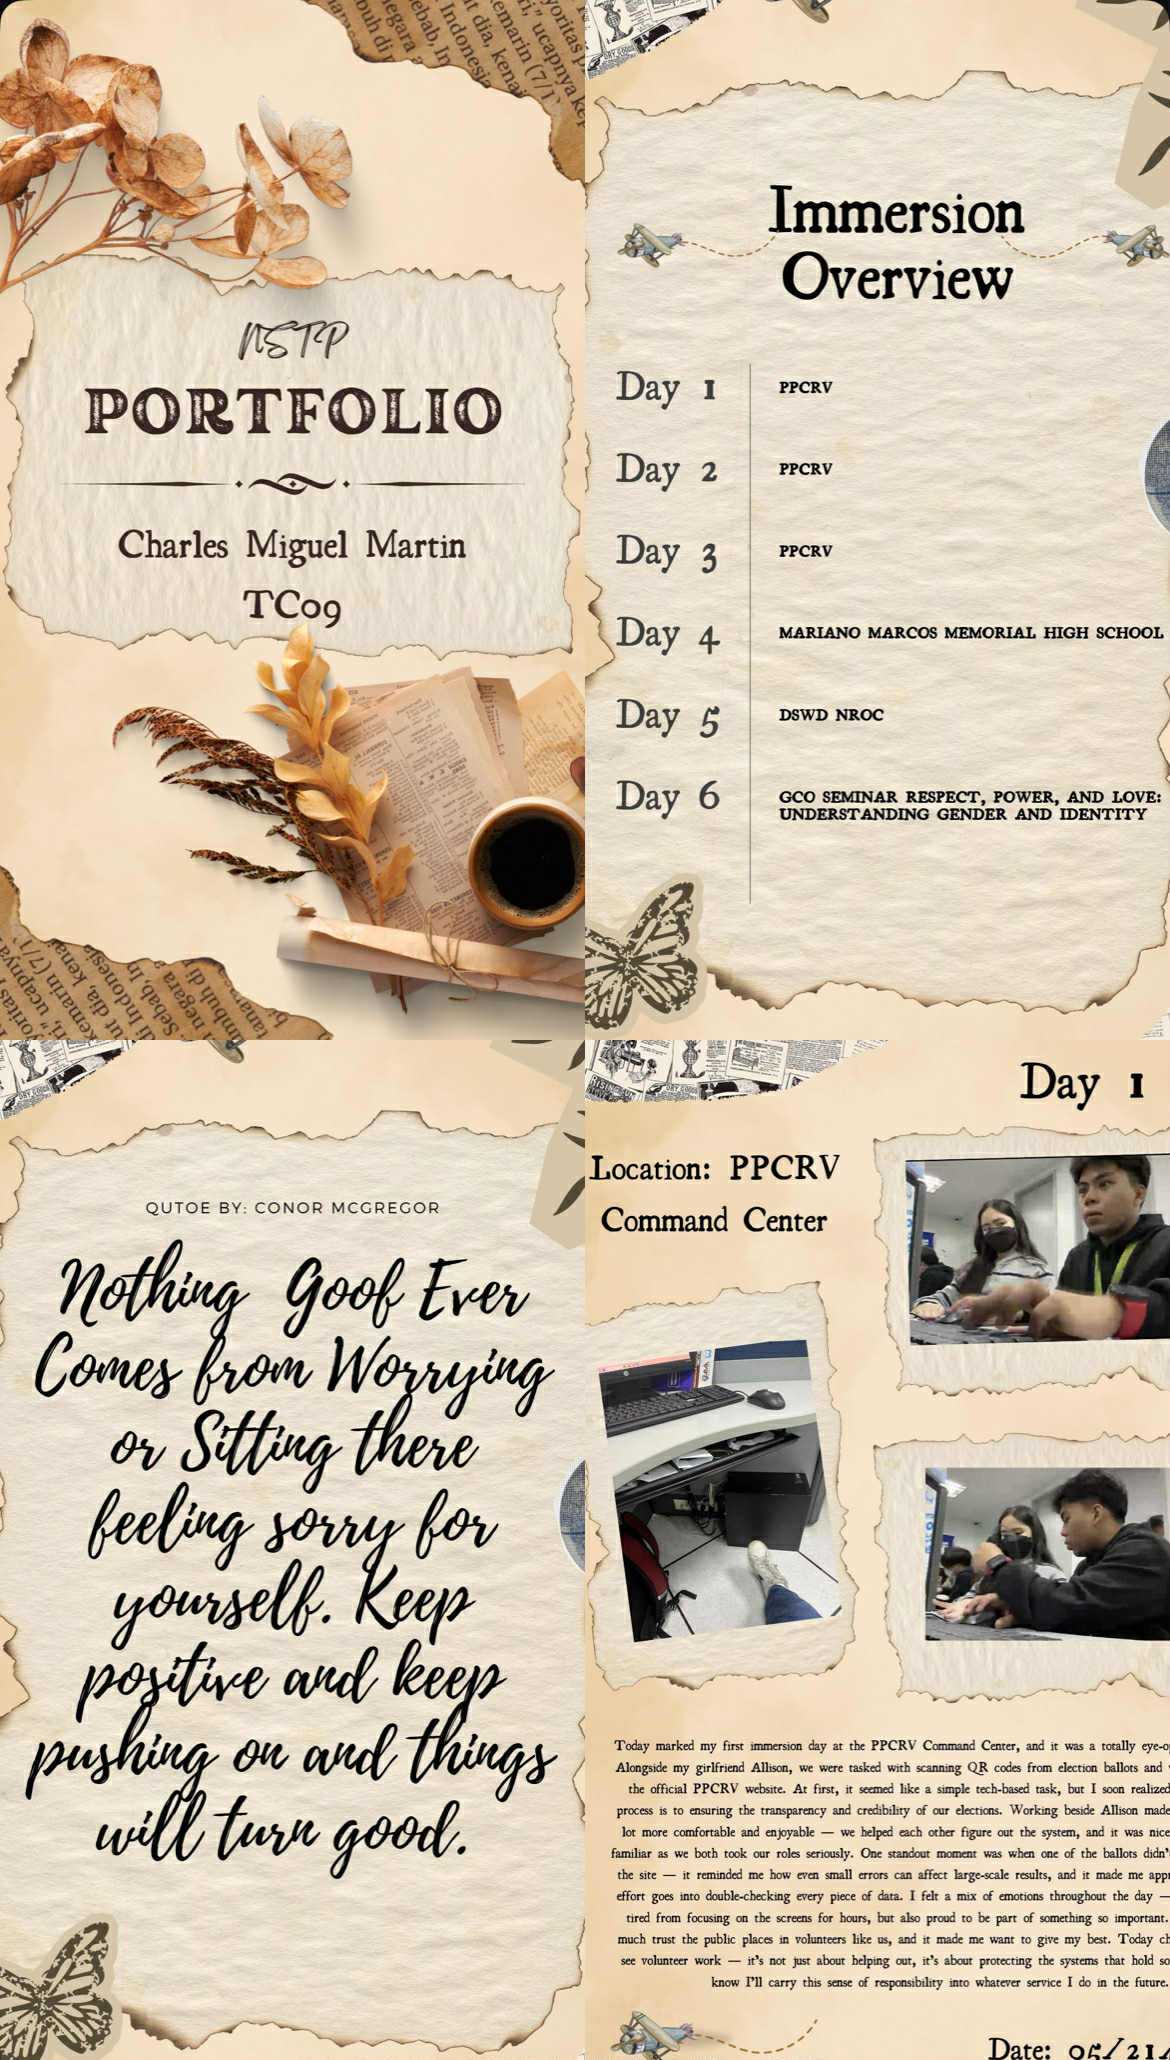 NSTP
PORTFOLIO
Charles Miguel Martin
TC09
Immersion
Overview
Day 1
PPCRV
Day 2
PPCRV
Day 3
PPCRV
Day 4
MARIANO MARCOS MEMORIAL HIGH SCHOOL
Day 5
DSWD NROC
Day 6
GCO SEMINAR RESPECT, POWER, AND LOVE:
UNDERSTANDING GENDER AND IDENTITY
QUTOE BY: CONOR MCGREGOR
Nothing Goof Ever
Comes from Worrying
or Sitting there
feeling sorry for
yourself. Keep
positive and keep
pushing on and things
will turn good.
Day 1
Location: PPCRV
Command Center
Today marked my first immersion day at the PPCRV Command Center, and it was a totally eye-o
Alongside my girlfriend Allison, we were tasked with scanning QR codes from election ballots and
the official PPCRV website. At first, it seemed like a simple tech-based task, but I soon realized
process is to ensuring the transparency and credibility of our elections. Working beside Allison made
lot more comfortable and enjoyable — we helped each other figure out the system, and it was nice
familiar as we both took our roles seriously. One standout moment was when one of the ballots didn'
the site — it reminded me how even small errors can affect large-scale results, and it made me app
effort goes into double-checking every piece of data. I felt a mix of emotions throughout the day —
tired from focusing on the screens for hours, but also proud to be part of something so important.
much trust the public places in volunteers like us, and it made me want to give my best. Today ch
see volunteer work — it's not just about helping out, it's about protecting the systems that hold so
know I'll carry this sense of responsibility into whatever service I do in the future.
Date: 05/21/